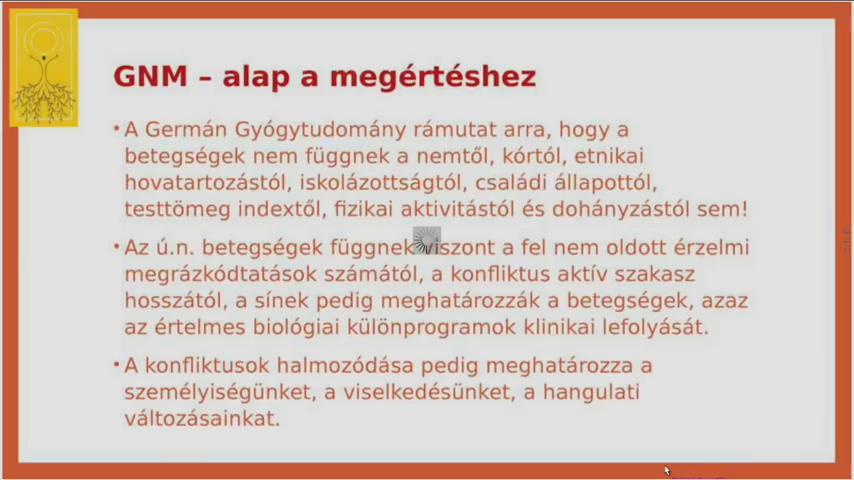 GNM – alap a megértéshez
• A Germán Gyógytudomány rámutat arra, hogy a
betegségek nem függnek a nemtől, kórtól, etnikai
hovatartozástól, iskolázottságtól, családi állapottól,
testtömeg indextől, fizikai aktivitástól és dohányzástól sem!
• Az ú.n. betegségek függnek viszont a fel nem oldott érzelmi
megrázkódtatások számától, a konfliktus aktív szakasz
hosszától, a sínek pedig meghatározzák a betegségek, azaz
az értelmes biológiai különprogramok klinikai lefolyását.
• A konfliktusok halmozódása pedig meghatározza a
személyiségünket, a viselkedésünket, a hangulati
változásainkat.